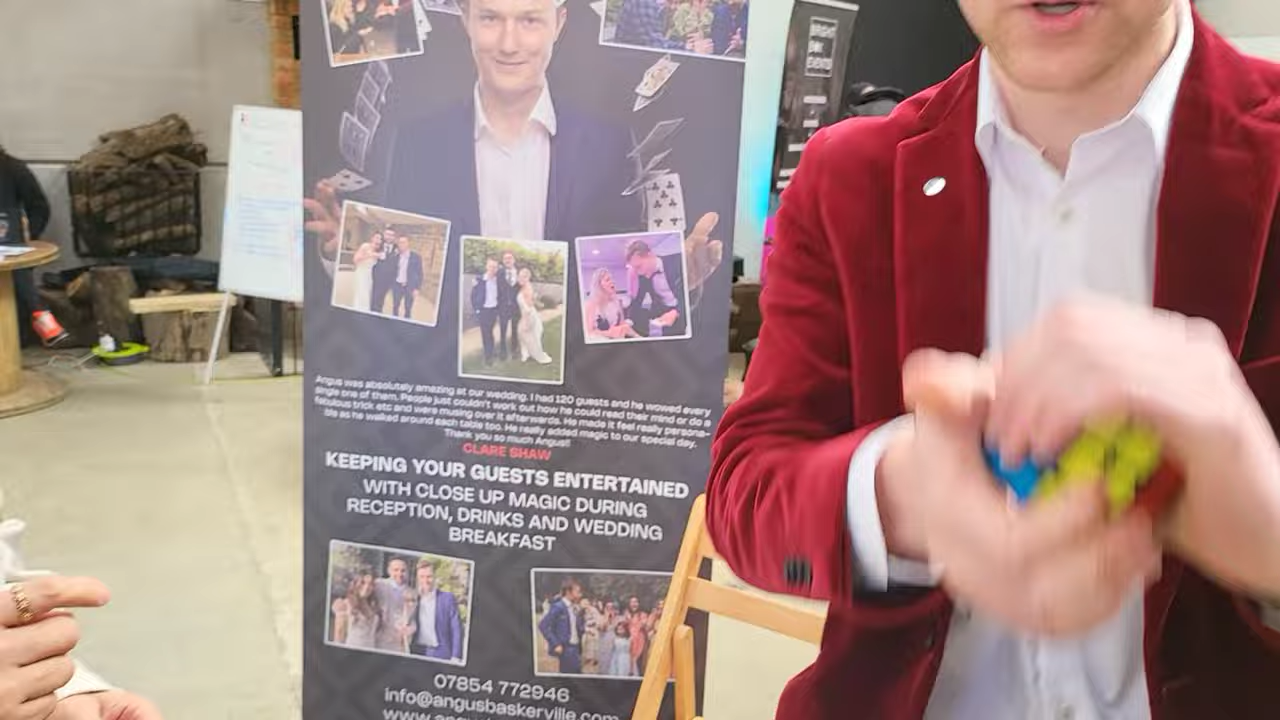 BRIGHT
INK
EVENTS
Angus was absolutely amazing at our wedding. I had 120 guests and he wowed every
single one of them. People just couldn't work out how he could read their mind or do a
fabulous trick etc and were musing over it afterwards. He made it feel really persona-
ble as he walked around each table too. He really added magic to our special day.
Thank you so much Angus!!
CLARE SHAW
KEEPING YOUR GUESTS ENTERTAINED
WITH CLOSE UP MAGIC DURING
RECEPTION, DRINKS AND WEDDING
BREAKFAST
07854 772946
info@angusbaskerville.com